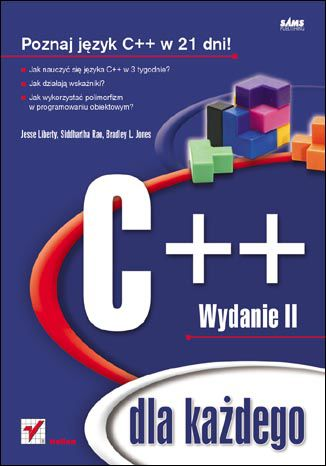 SAMS
PUBLISHING
Poznaj język C++ w 21 dni!
Jak nauczyć się języka C++ w 3 tygodnie?
Jak działają wskaźniki?
Jak wykorzystać polimorfizm
w programowaniu obiektowym?
Jesse Liberty, Siddhartha Rao, Bradley L. Jones
C++
Wydanie II
dla każdego
Helion